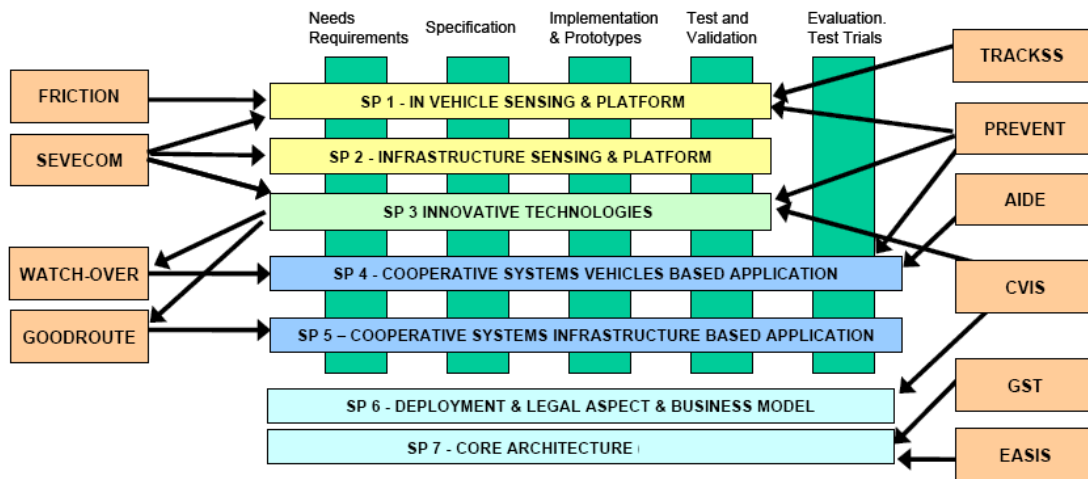 Needs
Requirements
Specification
Implementation
& Prototypes
Test and
Validation
Evaluation.
Test Trials
TRACKSS
FRICTION
SP 1 - IN VEHICLE SENSING & PLATFORM
PREVENT
SEVECOM
SP 2 - INFRASTRUCTURE SENSING & PLATFORM
AIDE
SP 3 INNOVATIVE TECHNOLOGIES
WATCH-OVER
SP 4 - COOPERATIVE SYSTEMS VEHICLES BASED APPLICATION
CVIS
GOODROUTE
SP 5 – COOPERATIVE SYSTEMS INFRASTRUCTURE BASED APPLICATION
GST
SP 6 - DEPLOYMENT & LEGAL ASPECT & BUSINESS MODEL
SP 7 - CORE ARCHITECTURE (
EASIS